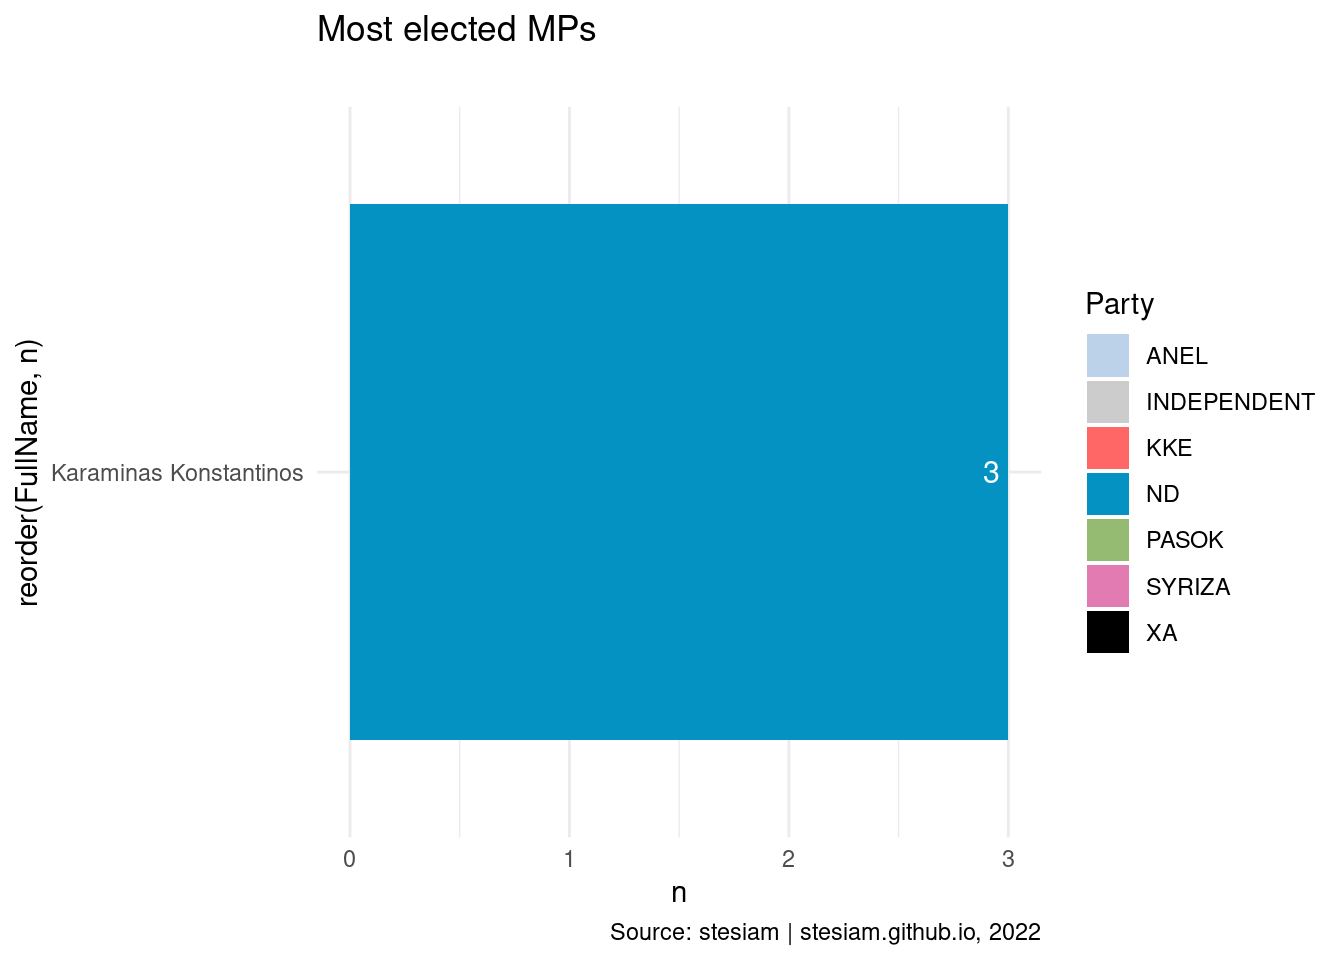 Most elected MPs
reorder(FullName, n)
Karaminas Konstantinos
3
0 1 2 3
n
Party
ANEL
INDEPENDENT
KKE
ND
PASOK
SYRIZA
XA
Source: stesiam | stesiam.github.io, 2022